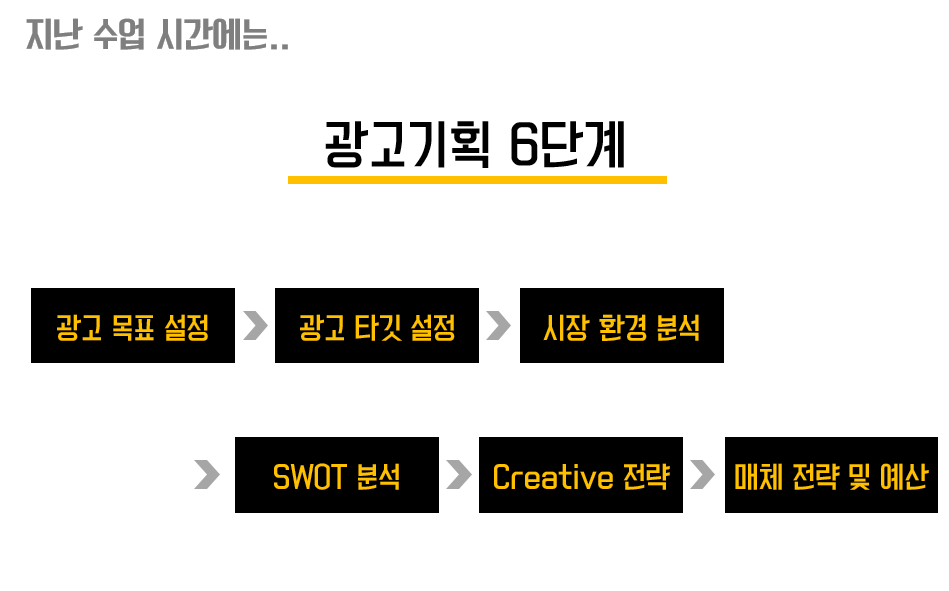 지난 수업 시간에는..
광고기획 6단계
광고 목표 설정
광고 타깃 설정
시장 환경 분석
SWOT 분석
Creative 전략
매체 전략 및 예산